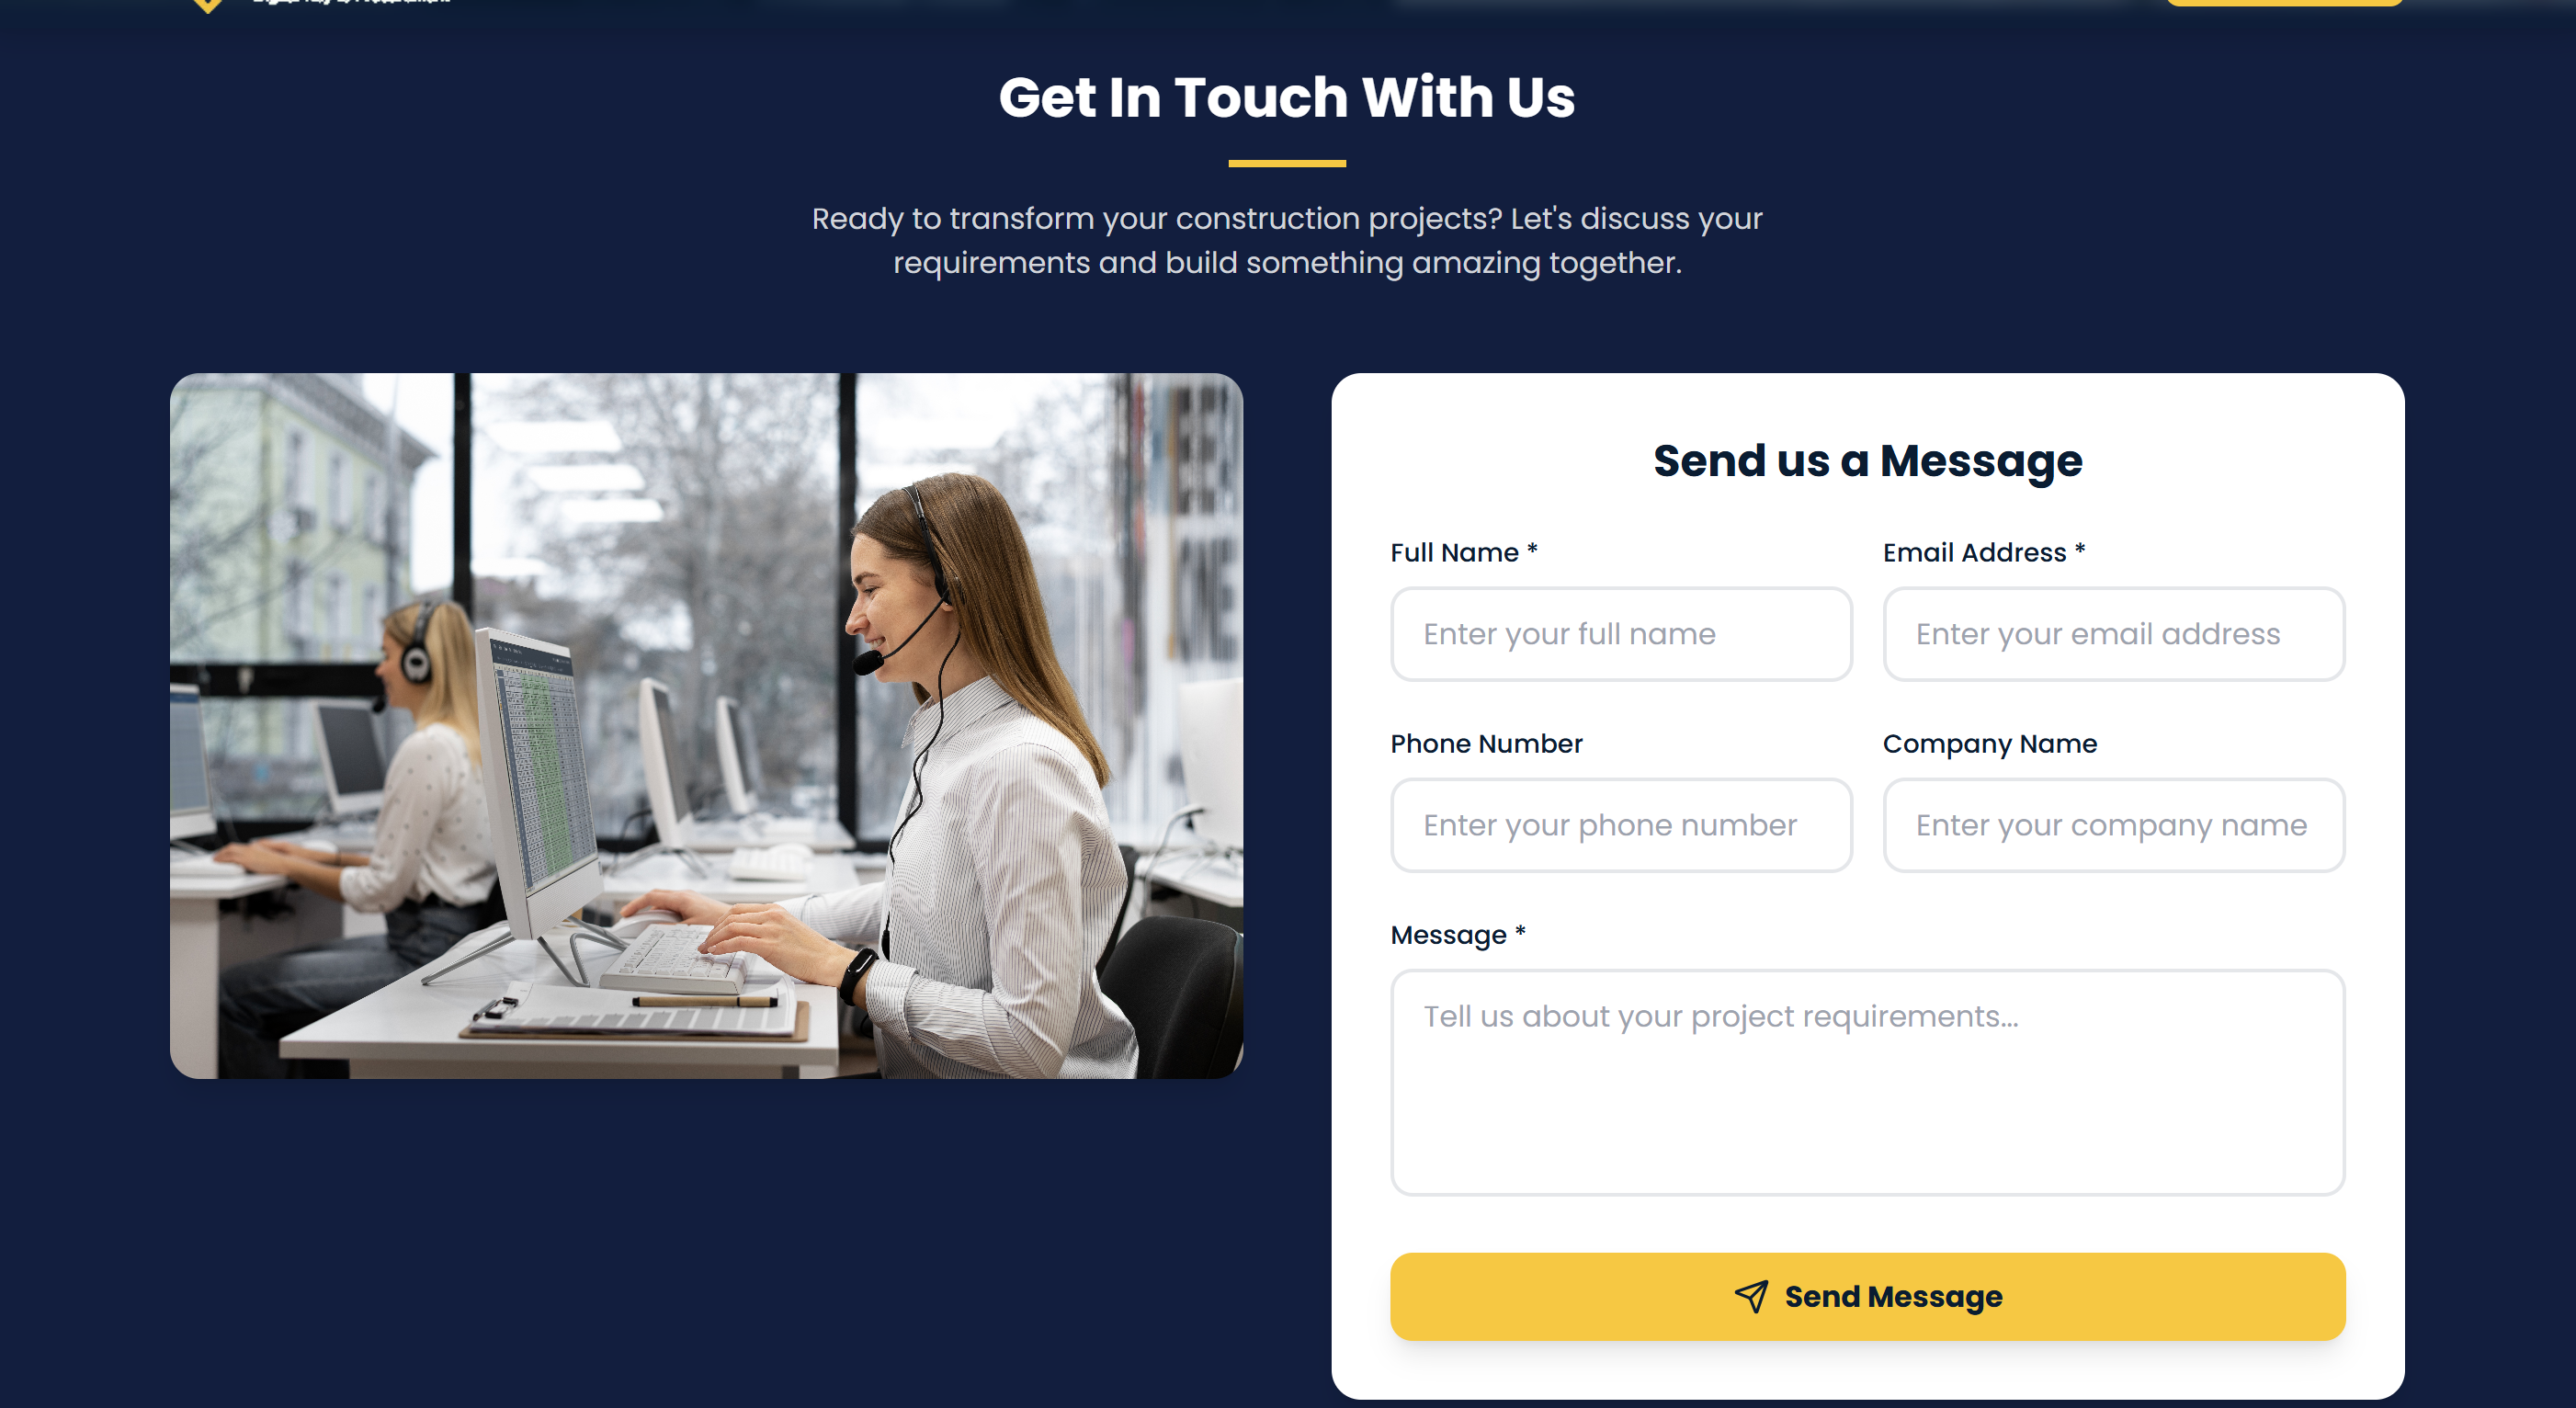 Get In Touch With Us
Ready to transform your construction projects? Let's discuss your
requirements and build something amazing together.
Send us a Message
Full Name *
Email Address *
Enter your full name
Enter your email address
Phone Number
Company Name
Enter your phone number
Enter your company name
Message *
Tell us about your project requirements...
Send Message